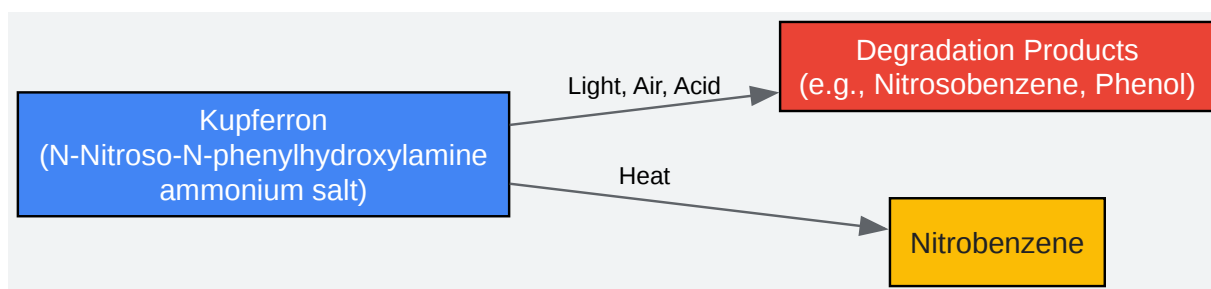 Kupferron
(N-Nitroso-N-phenylhydroxylamine
ammonium salt)
Light, Air, Acid
Degradation Products
(e.g., Nitrosobenzene, Phenol)
Heat
Nitrobenzene